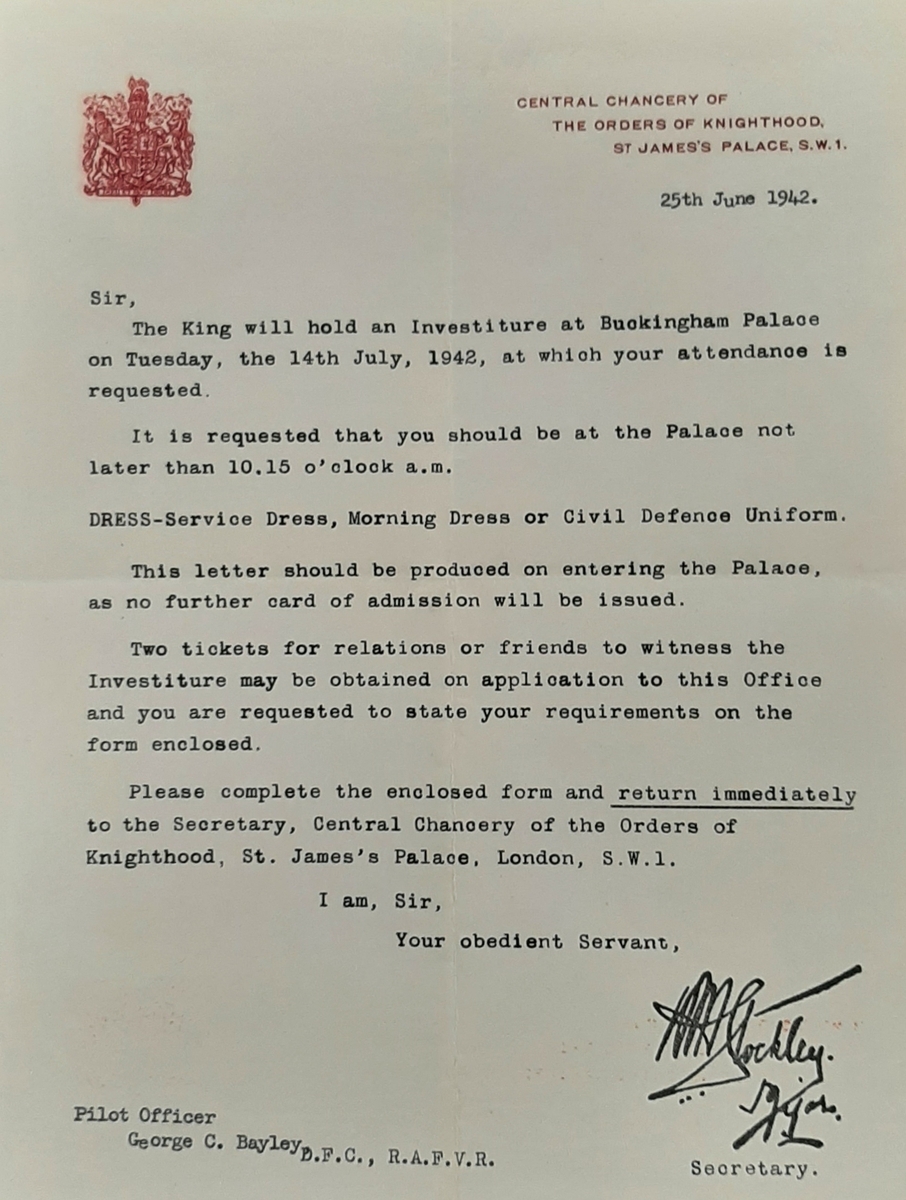 CENTRAL CHANCERY OF
THE ORDERS OF KNIGHTHOOD,
ST JAMES'S PALACE, S.W.1.
25th June 1942.
Sir,
The King will hold an Investiture at Buckingham Palace
on Tuesday, the 14th July, 1942, at which your attendance is
requested.
It is requested that you should be at the Palace not
later than 10.15 o'clock a.m.
DRESS-Service Dress, Morning Dress or Civil Defence Uniform.
This letter should be produced on entering the Palace,
as no further card of admission will be issued.
Two tickets for relations or friends to witness the
Investiture may be obtained on application to this Office
and you are requested to state your requirements on the
form enclosed.
Please complete the enclosed form and return immediately
to the Secretary, Central Chancery of the Orders of
Knighthood, St. James's Palace, London, S.W.1.
I am, Sir,
Your obedient Servant,
Stockley.
Major.
Secretary.
Pilot Officer
George C. Bayley, D.F.C., R.A.F.V.R.